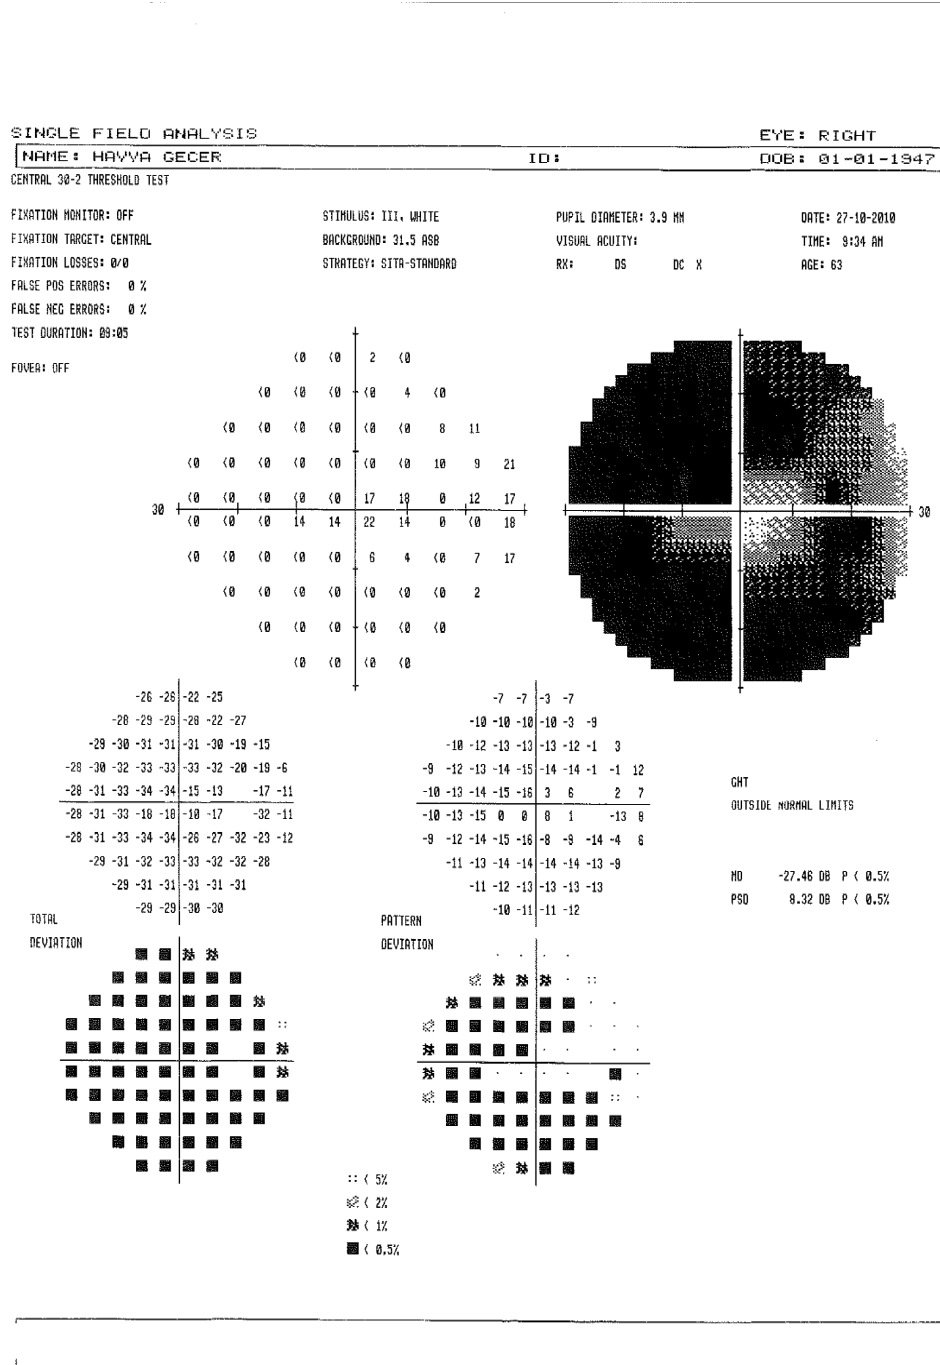 SINGLE FIELD ANALYSIS EYE: RIGHT
NAME: HAVVA GECER ID: DOB: 01-01-1947
CENTRAL 30-2 THRESHOLD TEST
FIXATION MONITOR: OFF STIMULUS: III, WHITE PUPIL DIAMETER: 3.9 MM DATE: 27-10-2010
FIXATION TARGET: CENTRAL BACKGROUND: 31.5 ASB VISUAL ACUITY: TIME: 9:34 AM
FIXATION LOSSES: 0/0 STRATEGY: SITA-STANDARD RX: DS DC X AGE: 63
FALSE POS ERRORS: 0 %
FALSE NEG ERRORS: 0 %
TEST DURATION: 09:05
FOVEA: OFF
<0 <0 2 <0
<0 <0 <0 <0 4 <0
<0 <0 <0 <0 <0 <0 8 11
<0 <0 <0 <0 <0 <0 <0 10 9 21
<0 <0 <0 <0 <0 17 18 0 12 17
30 30
<0 <0 <0 14 14 22 14 0 <0 18
<0 <0 <0 <0 <0 6 4 <0 7 17
<0 <0 <0 <0 <0 <0 <0 2
<0 <0 <0 <0 <0 <0
<0 <0 <0 <0
-26 -26 -22 -25 -7 -7 -3 -7
-28 -29 -29 -28 -22 -27 -10 -10 -10 -10 -3 -9
-29 -30 -31 -31 -31 -30 -19 -15 -10 -12 -13 -13 -13 -12 -1 3
-28 -30 -32 -33 -33 -33 -32 -20 -19 -6 -9 -12 -13 -14 -15 -14 -14 -1 -1 12
-28 -31 -33 -34 -34 -15 -13 -17 -11 -10 -13 -14 -15 -16 3 6 2 7
-28 -31 -33 -18 -18 -10 -17 -32 -11 -10 -13 -15 0 0 8 1 -13 8
-28 -31 -33 -34 -34 -26 -27 -32 -23 -12 -9 -12 -14 -15 -16 -8 -9 -14 -4 6
-29 -31 -32 -33 -33 -32 -32 -28 -11 -13 -14 -14 -14 -14 -13 -9
-29 -31 -31 -31 -31 -31 -11 -12 -13 -13 -13 -13
-29 -29 -30 -30 -10 -11 -11 -12
GHT
OUTSIDE NORMAL LIMITS
MD -27.46 DB P < 0.5%
PSD 8.32 DB P < 0.5%
TOTAL DEVIATION
PATTERN DEVIATION
:: < 5%
< 2%
< 1%
< 0.5%